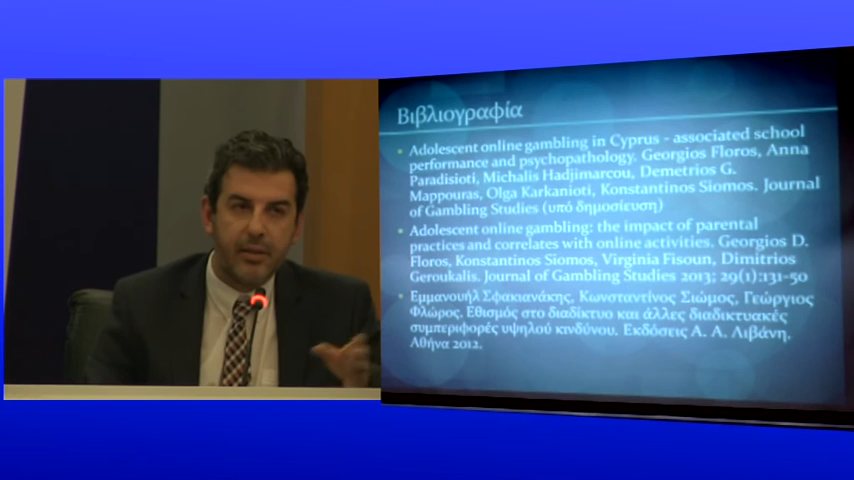 Βιβλιογραφία
Adolescent online gambling in Cyprus - associated school
performance and psychopathology. Georgios Floros, Anna
Paradisioti, Michalis Hadjimarcou, Demetrios G.
Mappouras, Olga Karkanioti, Konstantinos Siomos. Journal
of Gambling Studies (υπό δημοσίευση)
Adolescent online gambling: the impact of parental
practices and correlates with online activities. Georgios D.
Floros, Konstantinos Siomos, Virginia Fisoun, Dimitrios
Geroukalis. Journal of Gambling Studies 2013; 29(1):131-50
Εμμανουήλ Σφακιανάκης, Κωνσταντίνος Σιώμος, Γεώργιος
Φλώρος. Εθισμός στο διαδίκτυο και άλλες διαδικτυακές
συμπεριφορές υψηλού κινδύνου. Εκδόσεις Α. Α. Λιβάνη.
Αθήνα 2012.